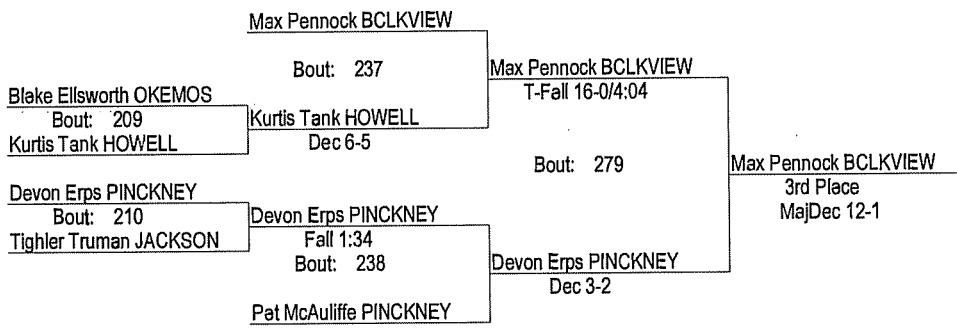 Max Pennock BCLKVIEW
Bout: 237
Max Pennock BCLKVIEW
T-Fall 16-0/4:04
Blake Ellsworth OKEMOS
Bout: 209
Kurtis Tank HOWELL
Kurtis Tank HOWELL
Dec 6-5
Bout: 279
Max Pennock BCLKVIEW
3rd Place
MajDec 12-1
Devon Erps PINCKNEY
Bout: 210
Tighler Truman JACKSON
Devon Erps PINCKNEY
Fall 1:34
Bout: 238
Devon Erps PINCKNEY
Dec 3-2
Pat McAuliffe PINCKNEY